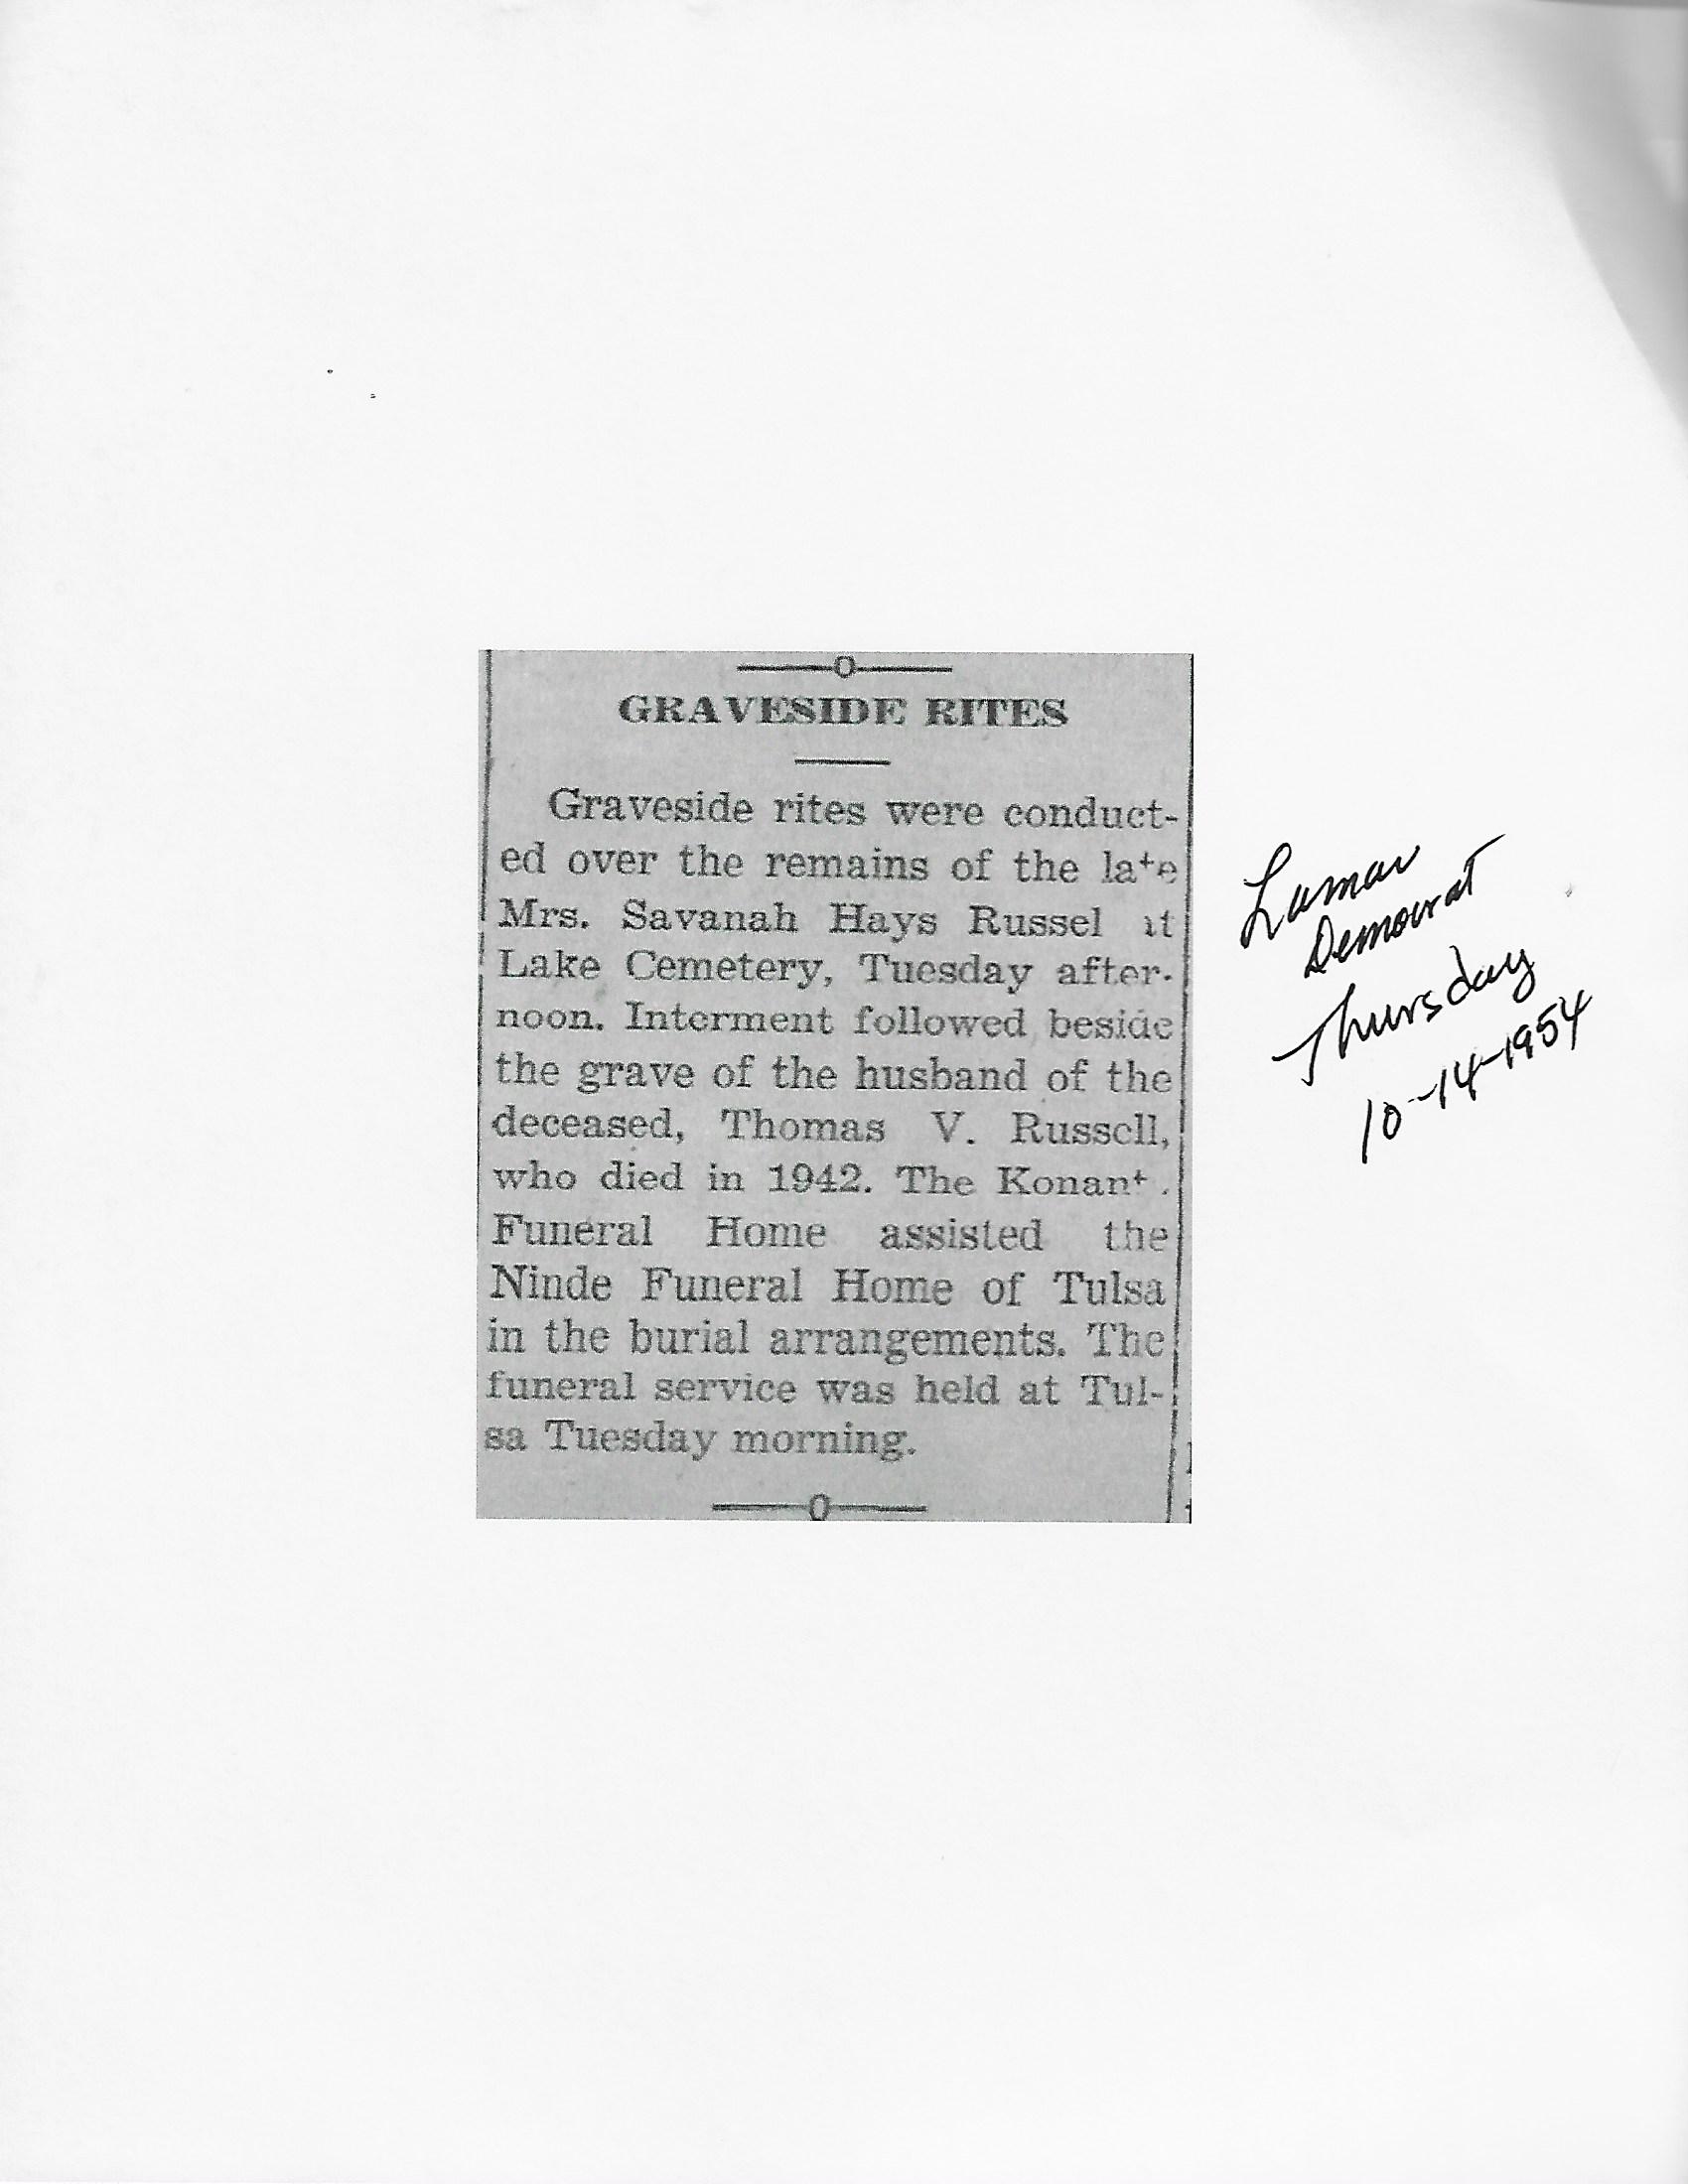 GRAVESIDE RITES
Graveside rites were conduct-
ed over the remains of the late
Mrs. Savanah Hays Russel at
Lake Cemetery, Tuesday after-
noon. Interment followed beside
the grave of the husband of the
deceased, Thomas V. Russell,
who died in 1942. The Konant
Funeral Home assisted the
Ninde Funeral Home of Tulsa
in the burial arrangements. The
funeral service was held at Tul-
sa Tuesday morning.
Lamar
Democrat
Thursday
10-14-1954